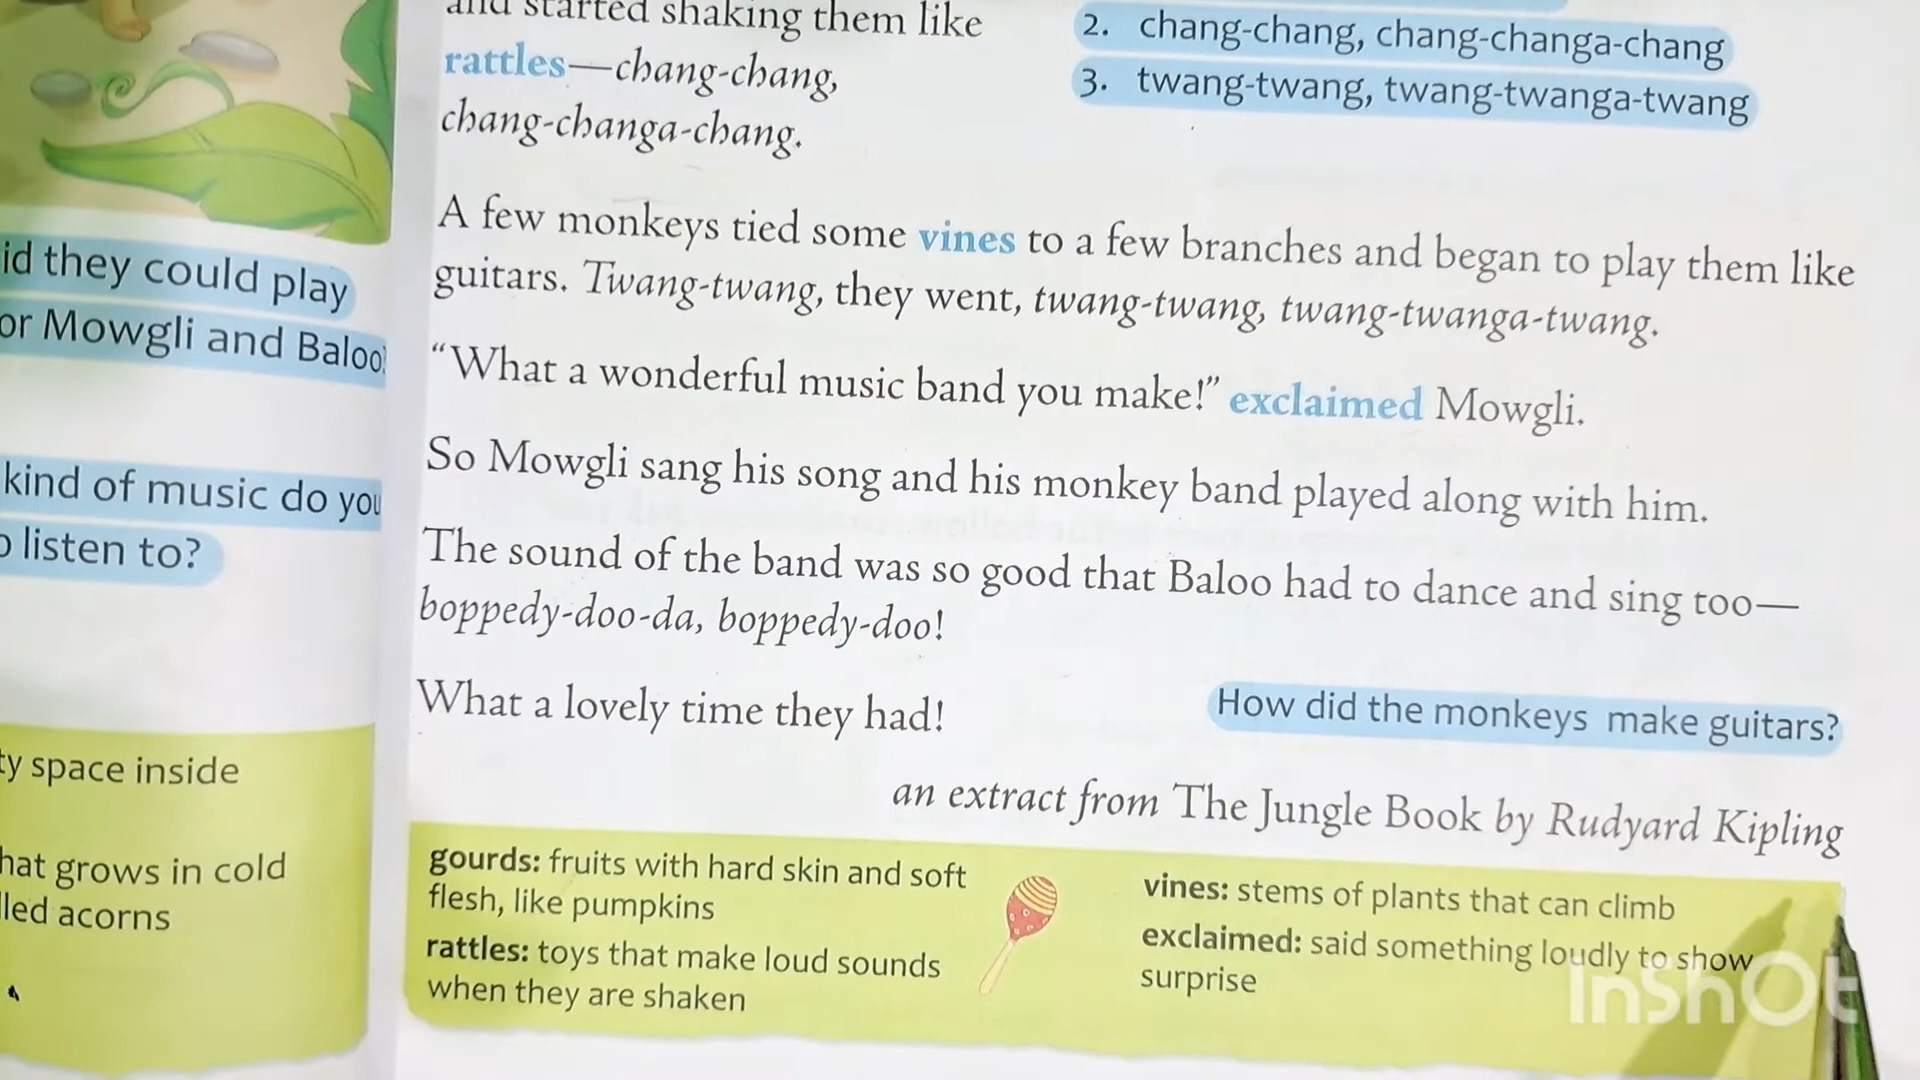 and started shaking them like
rattles—chang-chang,
chang-changa-chang.
2. chang-chang, chang-changa-chang
3. twang-twang, twang-twanga-twang
A few monkeys tied some vines to a few branches and began to play them like
guitars. Twang-twang, they went, twang-twang, twang-twanga-twang.
"What a wonderful music band you make!" exclaimed Mowgli.
So Mowgli sang his song and his monkey band played along with him.
The sound of the band was so good that Baloo had to dance and sing too—
boppedy-doo-da, boppedy-doo!
What a lovely time they had!
How did the monkeys make guitars?
an extract from The Jungle Book by Rudyard Kipling
gourds: fruits with hard skin and soft
flesh, like pumpkins
rattles: toys that make loud sounds
when they are shaken
vines: stems of plants that can climb
exclaimed: said something loudly to show
surprise
they could play
Mowgli and Baloo
kind of music do you
listen to?
space inside
grows in cold
acorns
InShOt